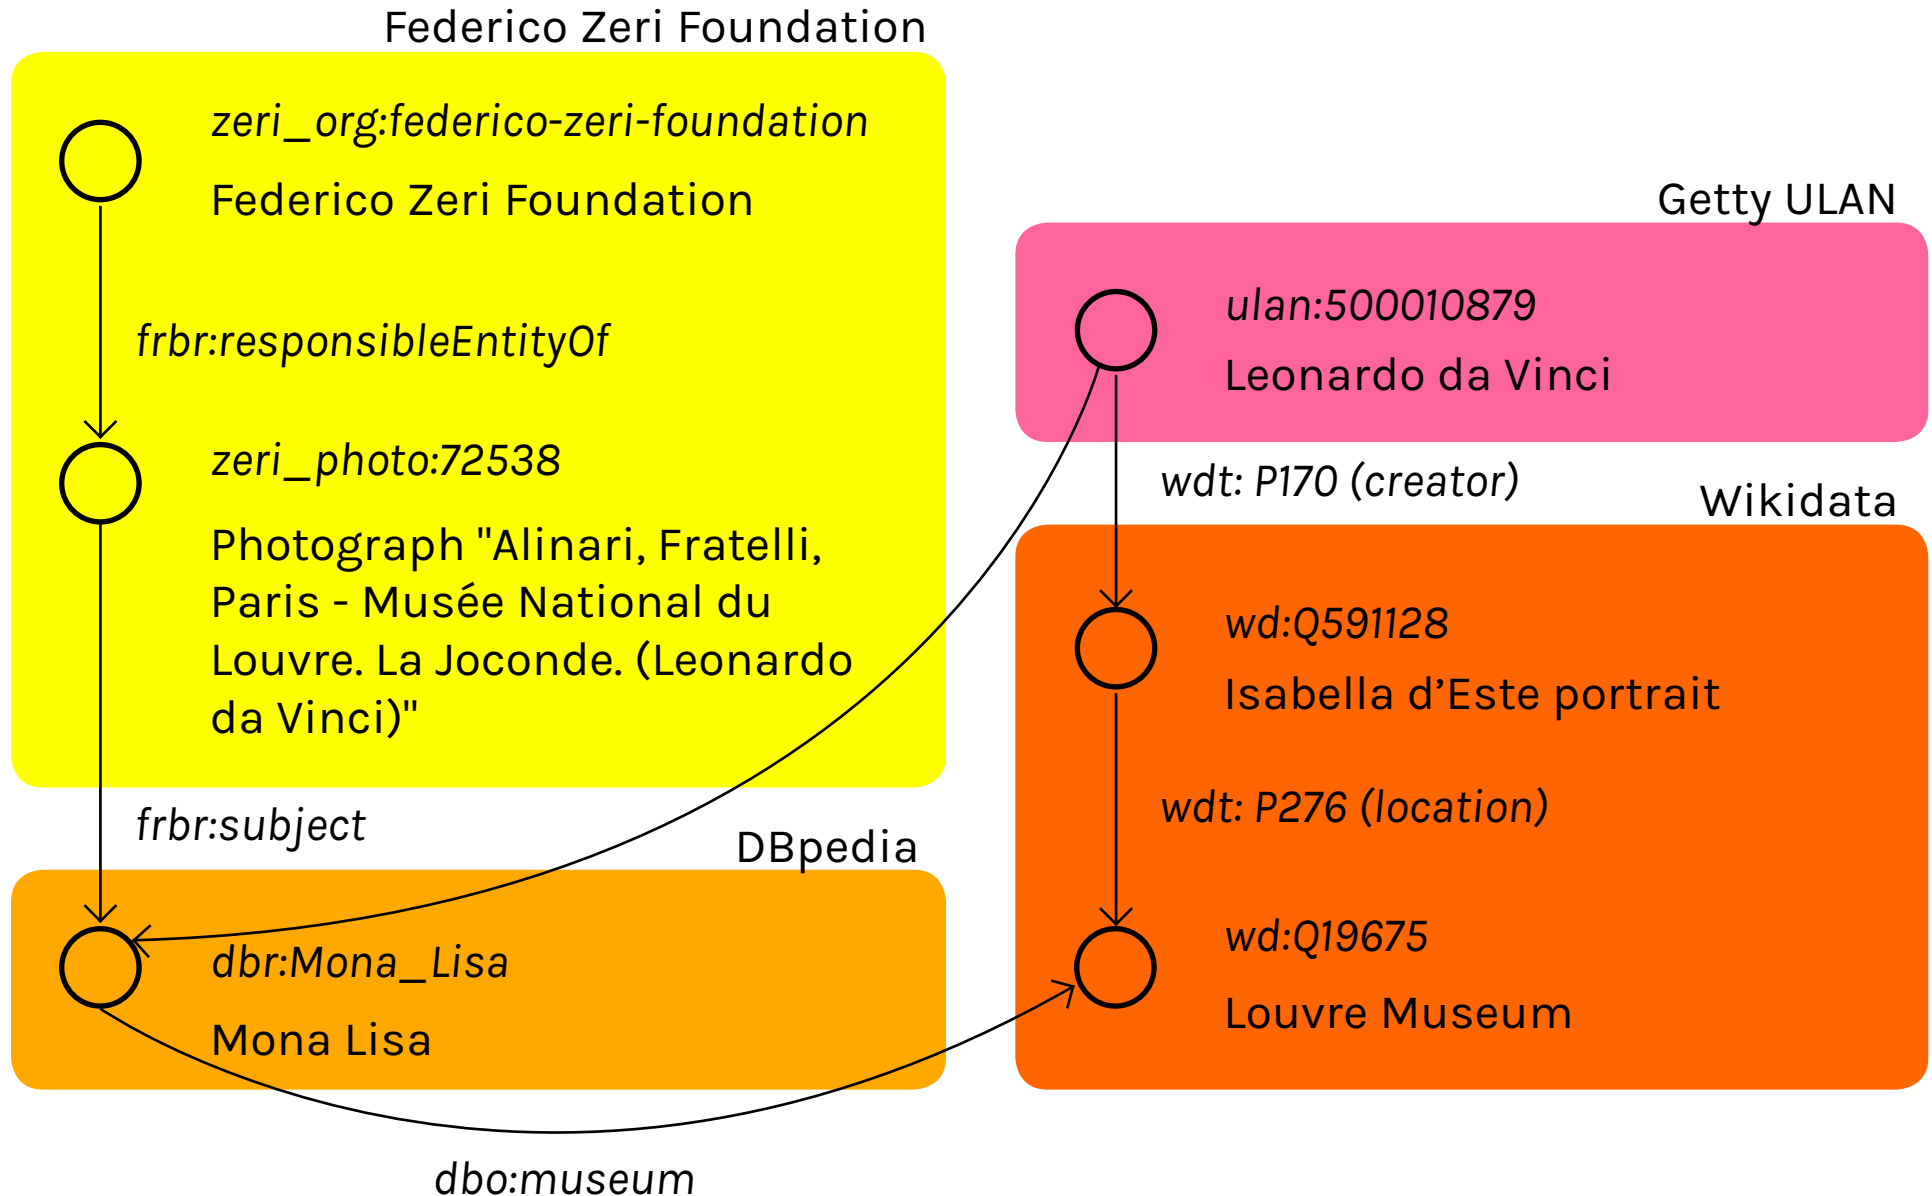 Federico Zeri Foundation
zeri_org:federico-zeri-foundation
Federico Zeri Foundation
frbr:responsibleEntityOf
zeri_photo:72538
Photograph "Alinari, Fratelli,
Paris - Musée National du
Louvre. La Joconde. (Leonardo
da Vinci)"
frbr:subject
DBpedia
dbr:Mona_Lisa
Mona Lisa
dbo:museum
Getty ULAN
ulan:500010879
Leonardo da Vinci
wdt: P170 (creator)
Wikidata
wd:Q591128
Isabella d’Este portrait
wdt: P276 (location)
wd:Q19675
Louvre Museum